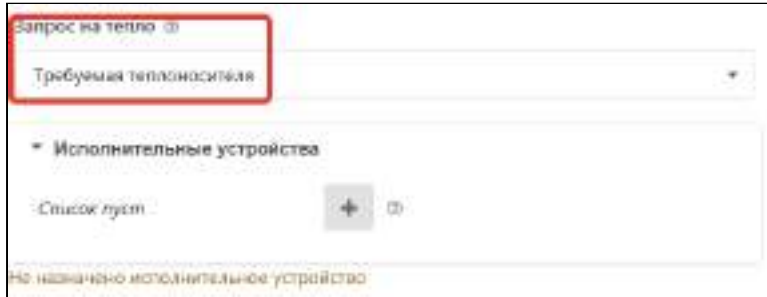 Запрос на тепло
Требуемая теплоносителя
Исполнительные устройства
Список пуст +
Не назначено исполнительное устройство